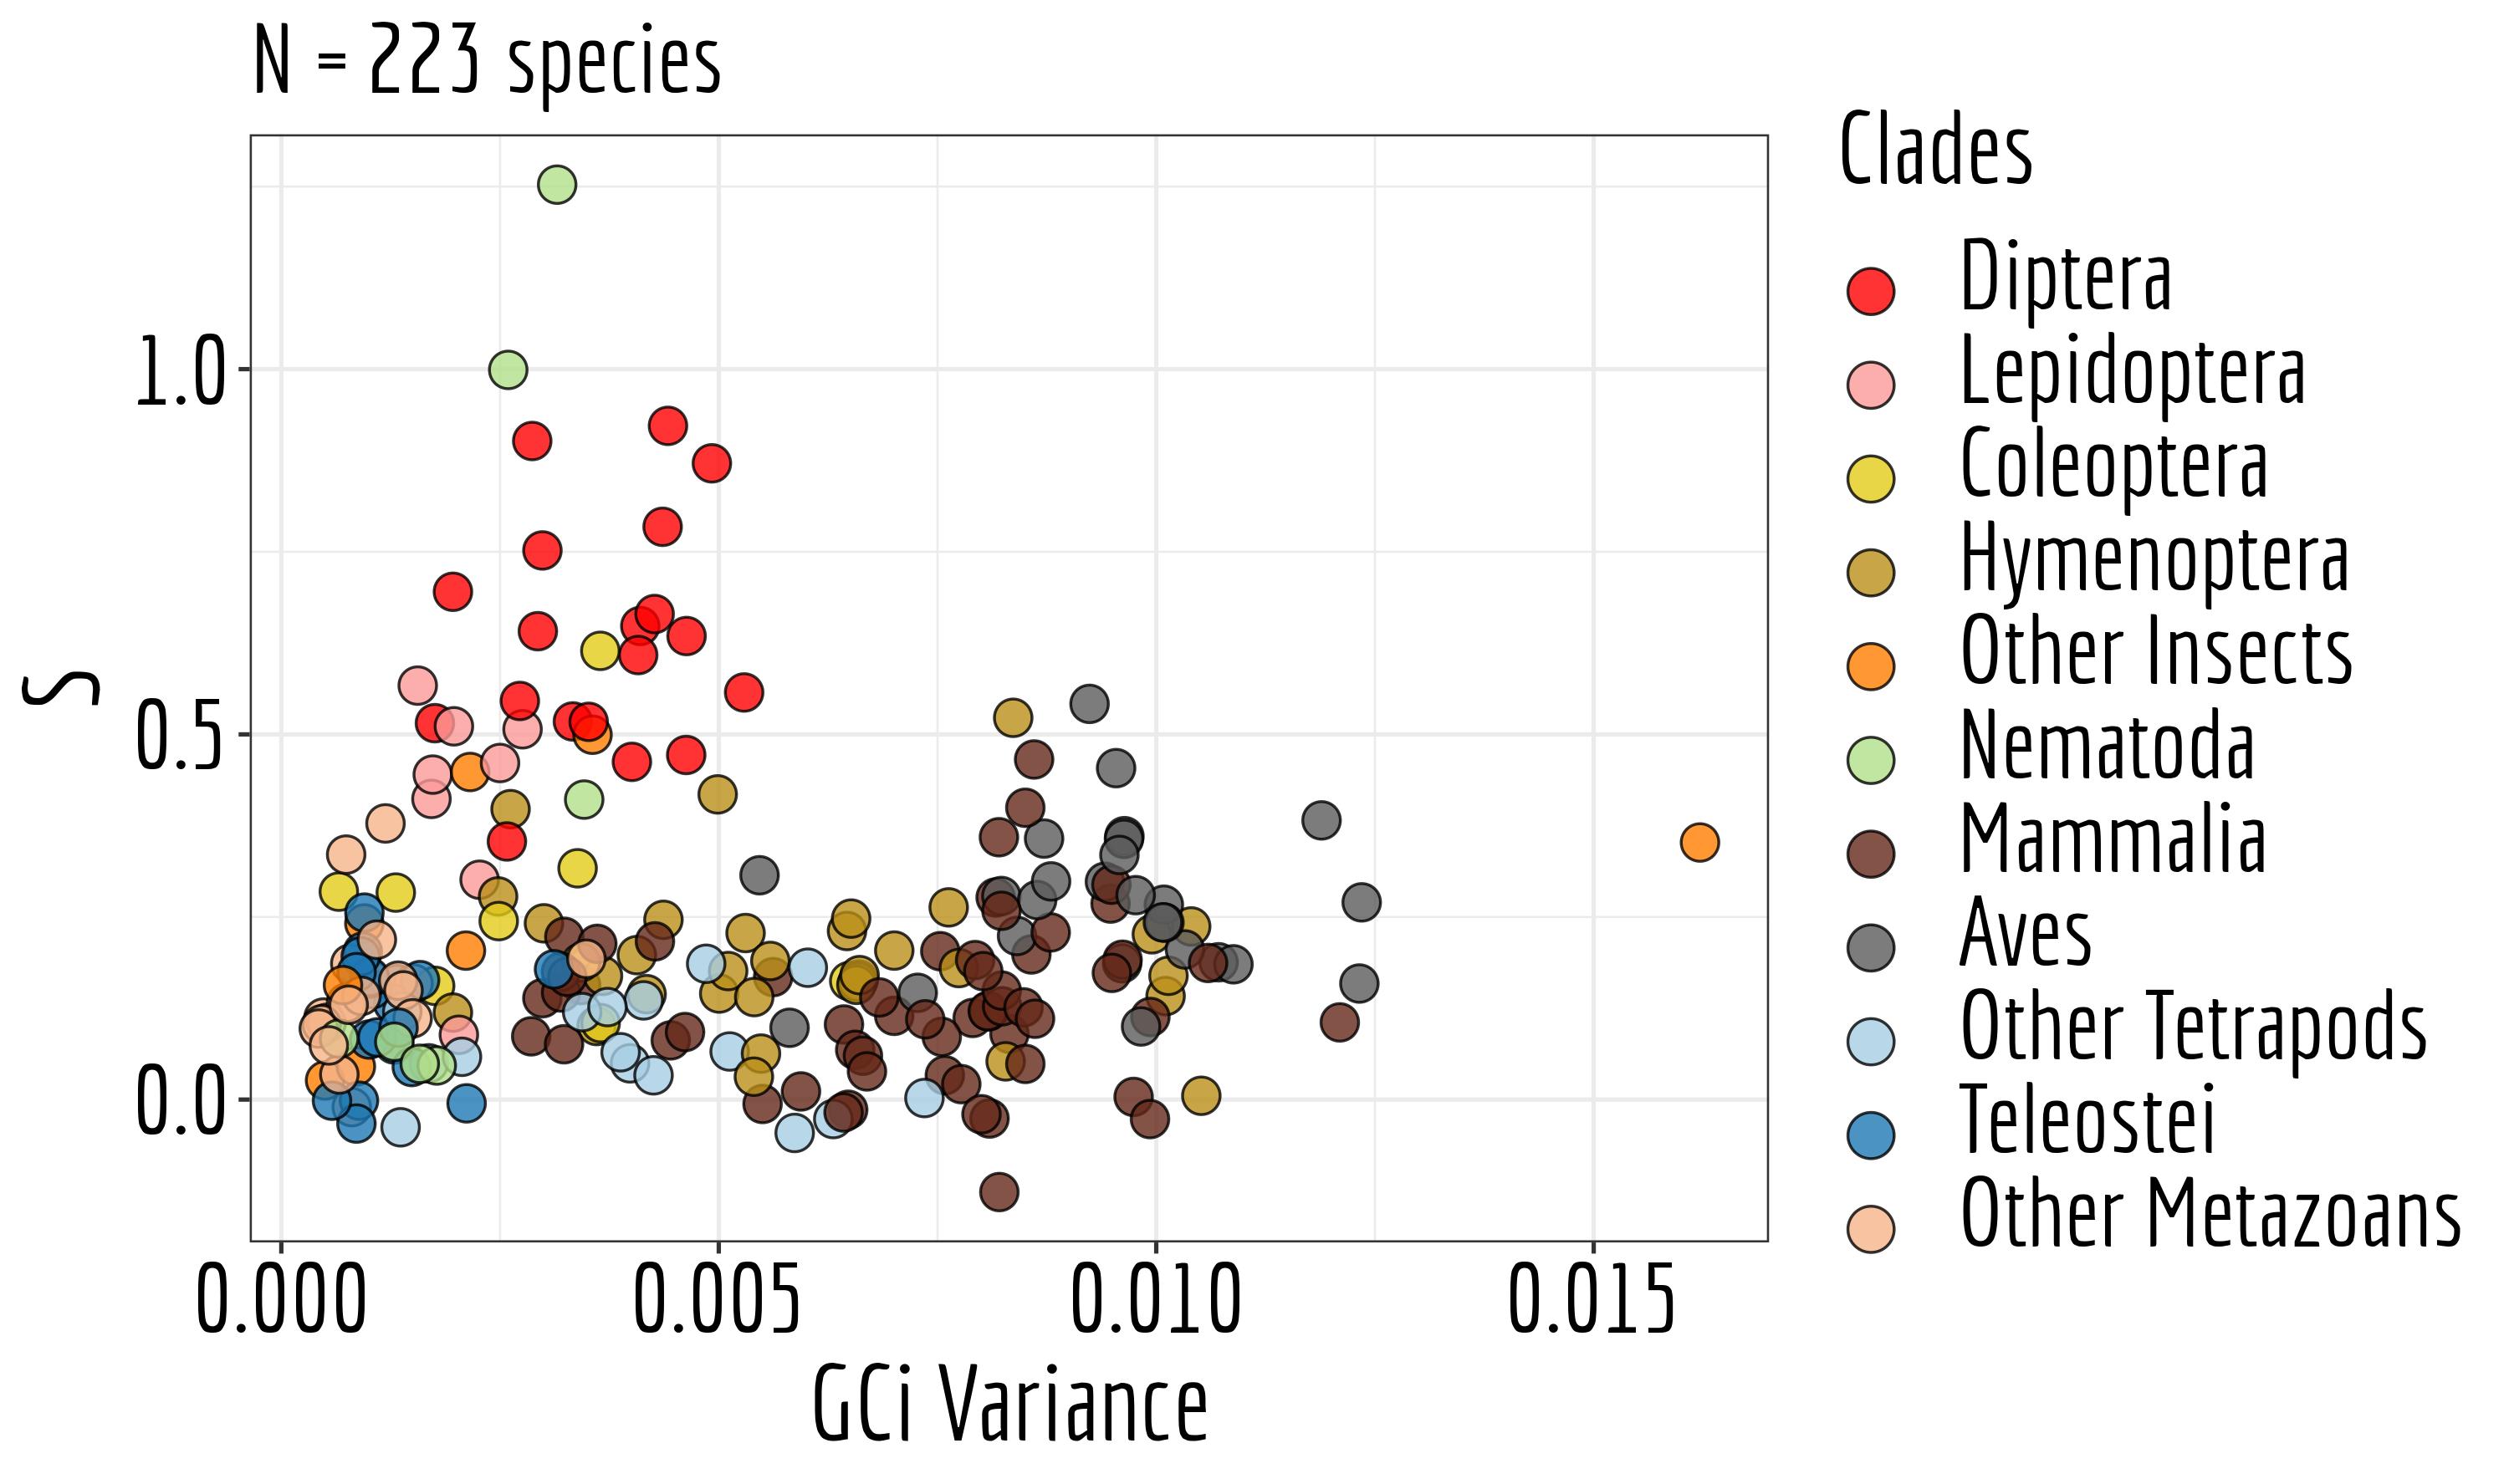 N = 223 species
S
1.0
0.5
0.0
0.000
0.005
0.010
0.015
GCi Variance
Clades
Diptera
Lepidoptera
Coleoptera
Hymenoptera
Other Insects
Nematoda
Mammalia
Aves
Other Tetrapods
Teleostei
Other Metazoans